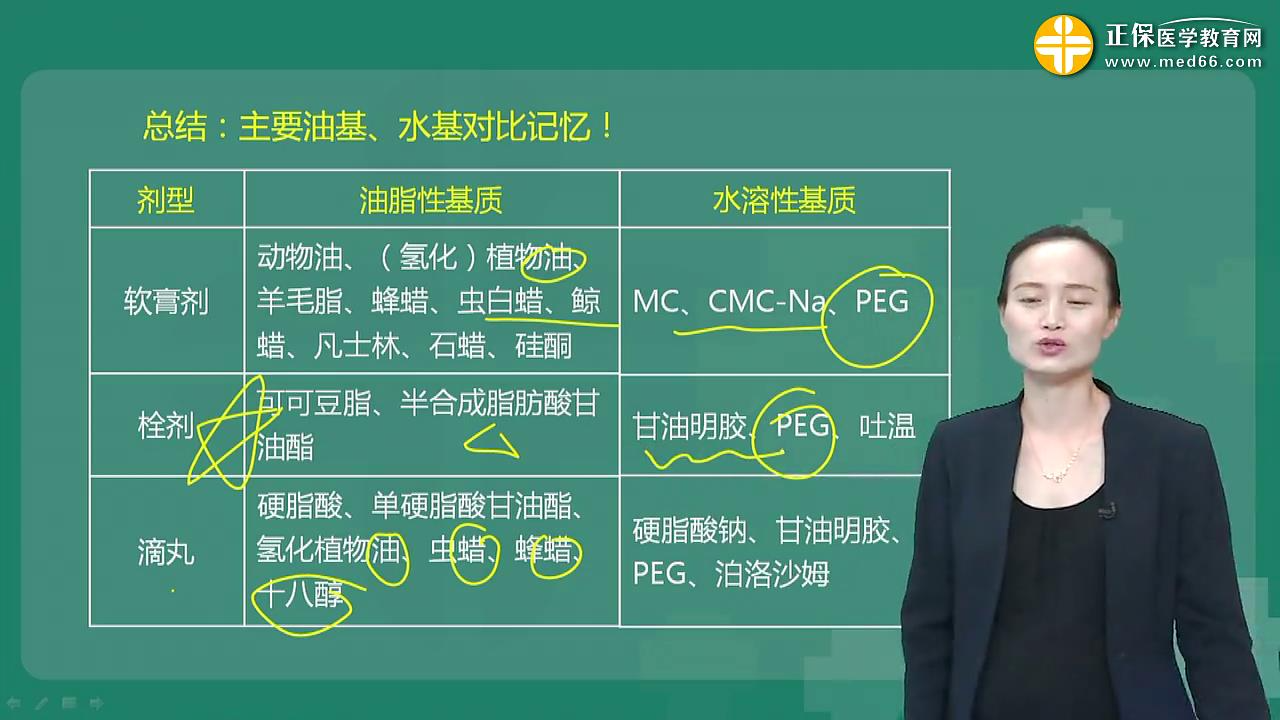 正保医学教育网
www.med66.com
总结：主要油基、水基对比记忆！
剂型
油脂性基质
水溶性基质
软膏剂
动物油、（氢化）植物油、
羊毛脂、蜂蜡、虫白蜡、鲸
蜡、凡士林、石蜡、硅酮
MC、CMC-Na、PEG
栓剂
可可豆脂、半合成脂肪酸甘
油酯
甘油明胶、PEG、吐温
滴丸
硬脂酸、单硬脂酸甘油酯、
氢化植物油、虫蜡、蜂蜡、
十八醇
硬脂酸钠、甘油明胶、
PEG、泊洛沙姆